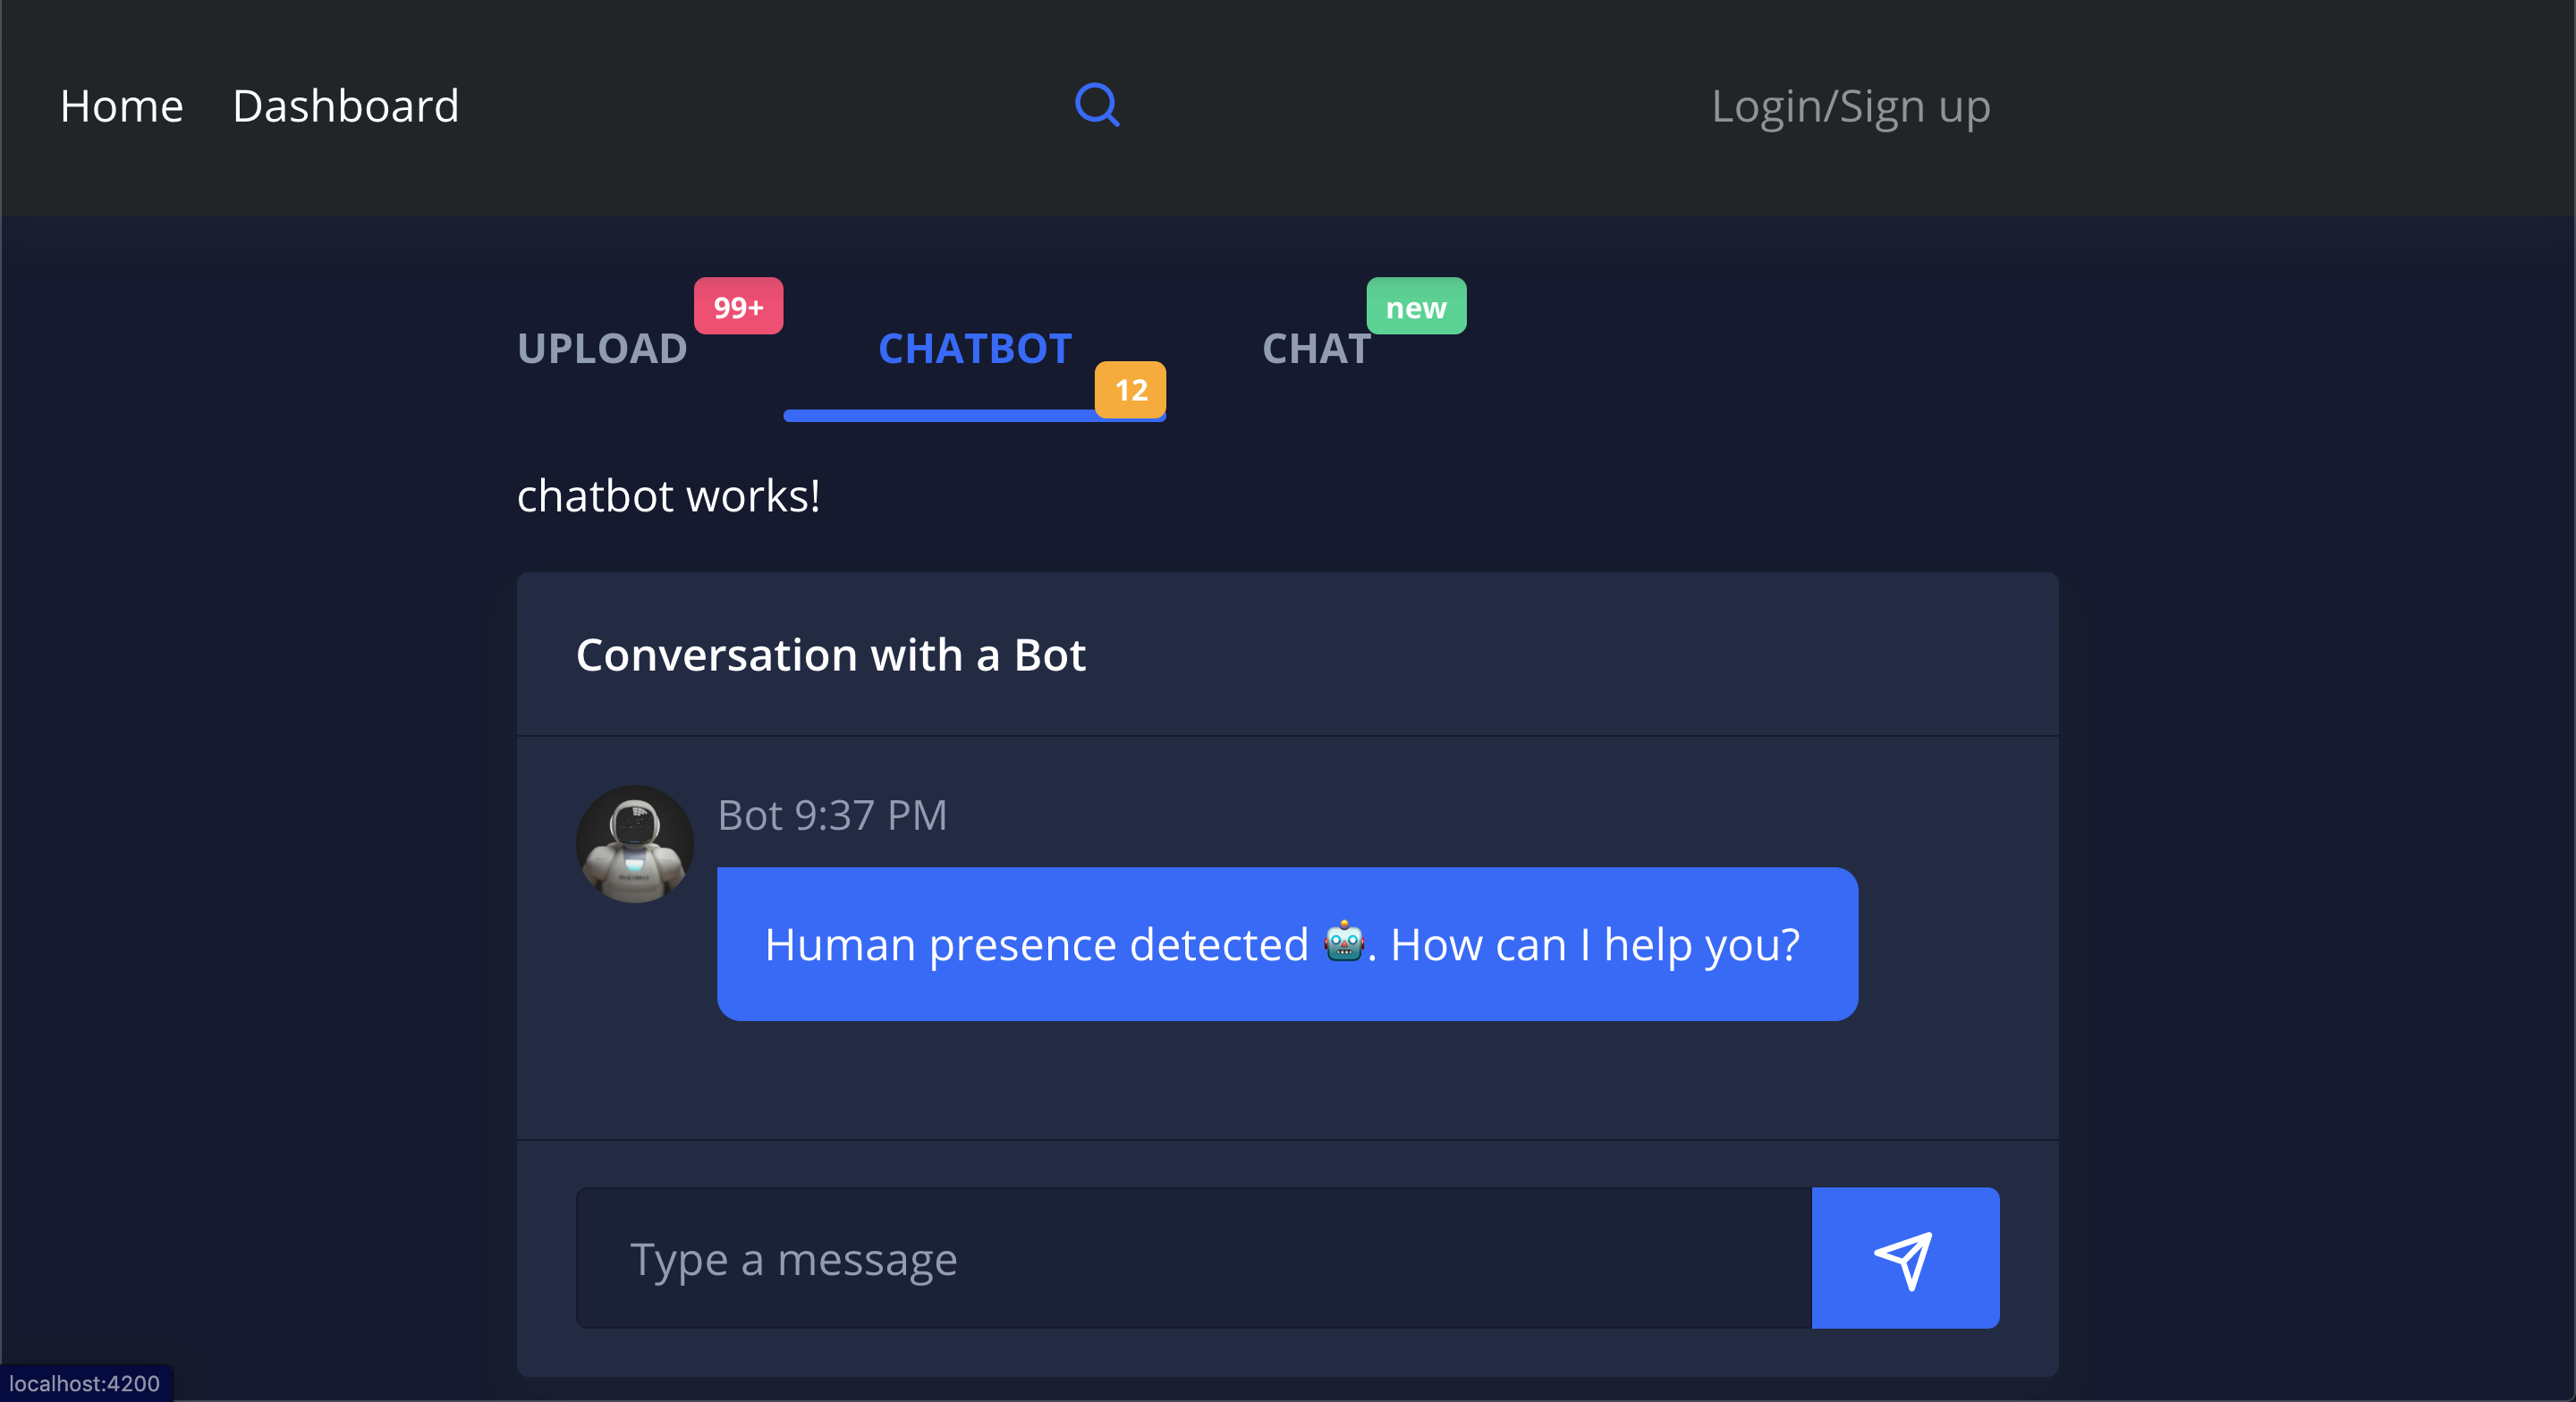 Home Dashboard Login/Sign up
99+ new
UPLOAD CHATBOT CHAT
12
chatbot works!
Conversation with a Bot
Bot 9:37 PM
Human presence detected 🤖. How can I help you?
Type a message
localhost:4200